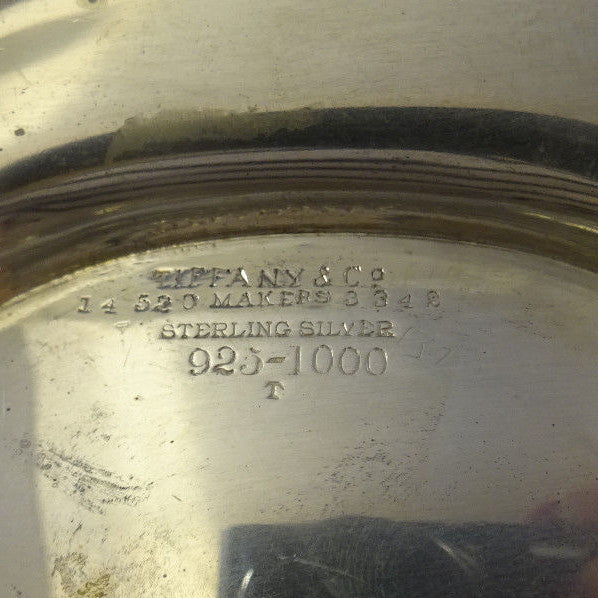 TIFFANY & Co
14520 MAKERS 3342
STERLING SILVER
925-1000
T